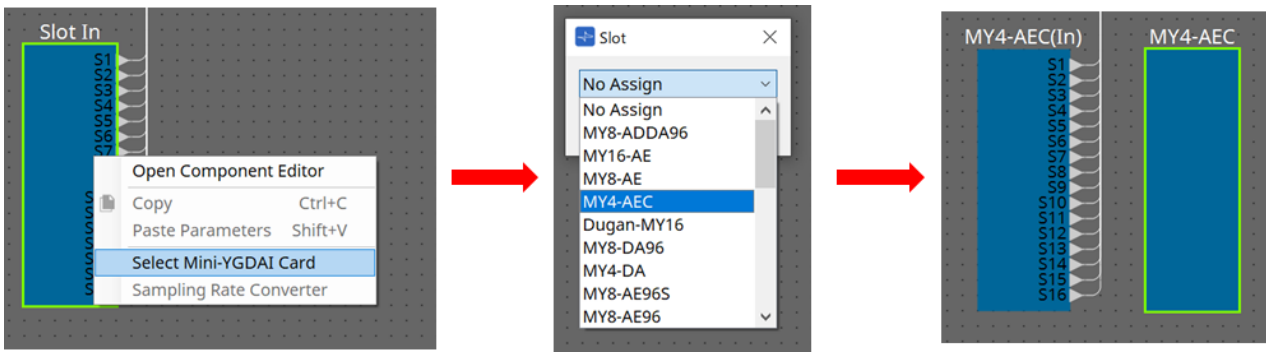 Slot In
S1
S2
S3
S4
S5
S6
S7
S
S
S
S
S
S
S
Open Component Editor
Copy Ctrl+C
Paste Parameters Shift+V
Select Mini-YGDAI Card
Sampling Rate Converter
Slot
No Assign
No Assign
MY8-ADDA96
MY16-AE
MY8-AE
MY4-AEC
Dugan-MY16
MY8-DA96
MY4-DA
MY8-AE96S
MY8-AE96
MY4-AEC(In)
S1
S2
S3
S4
S5
S6
S7
S8
S9
S10
S11
S12
S13
S14
S15
S16
MY4-AEC